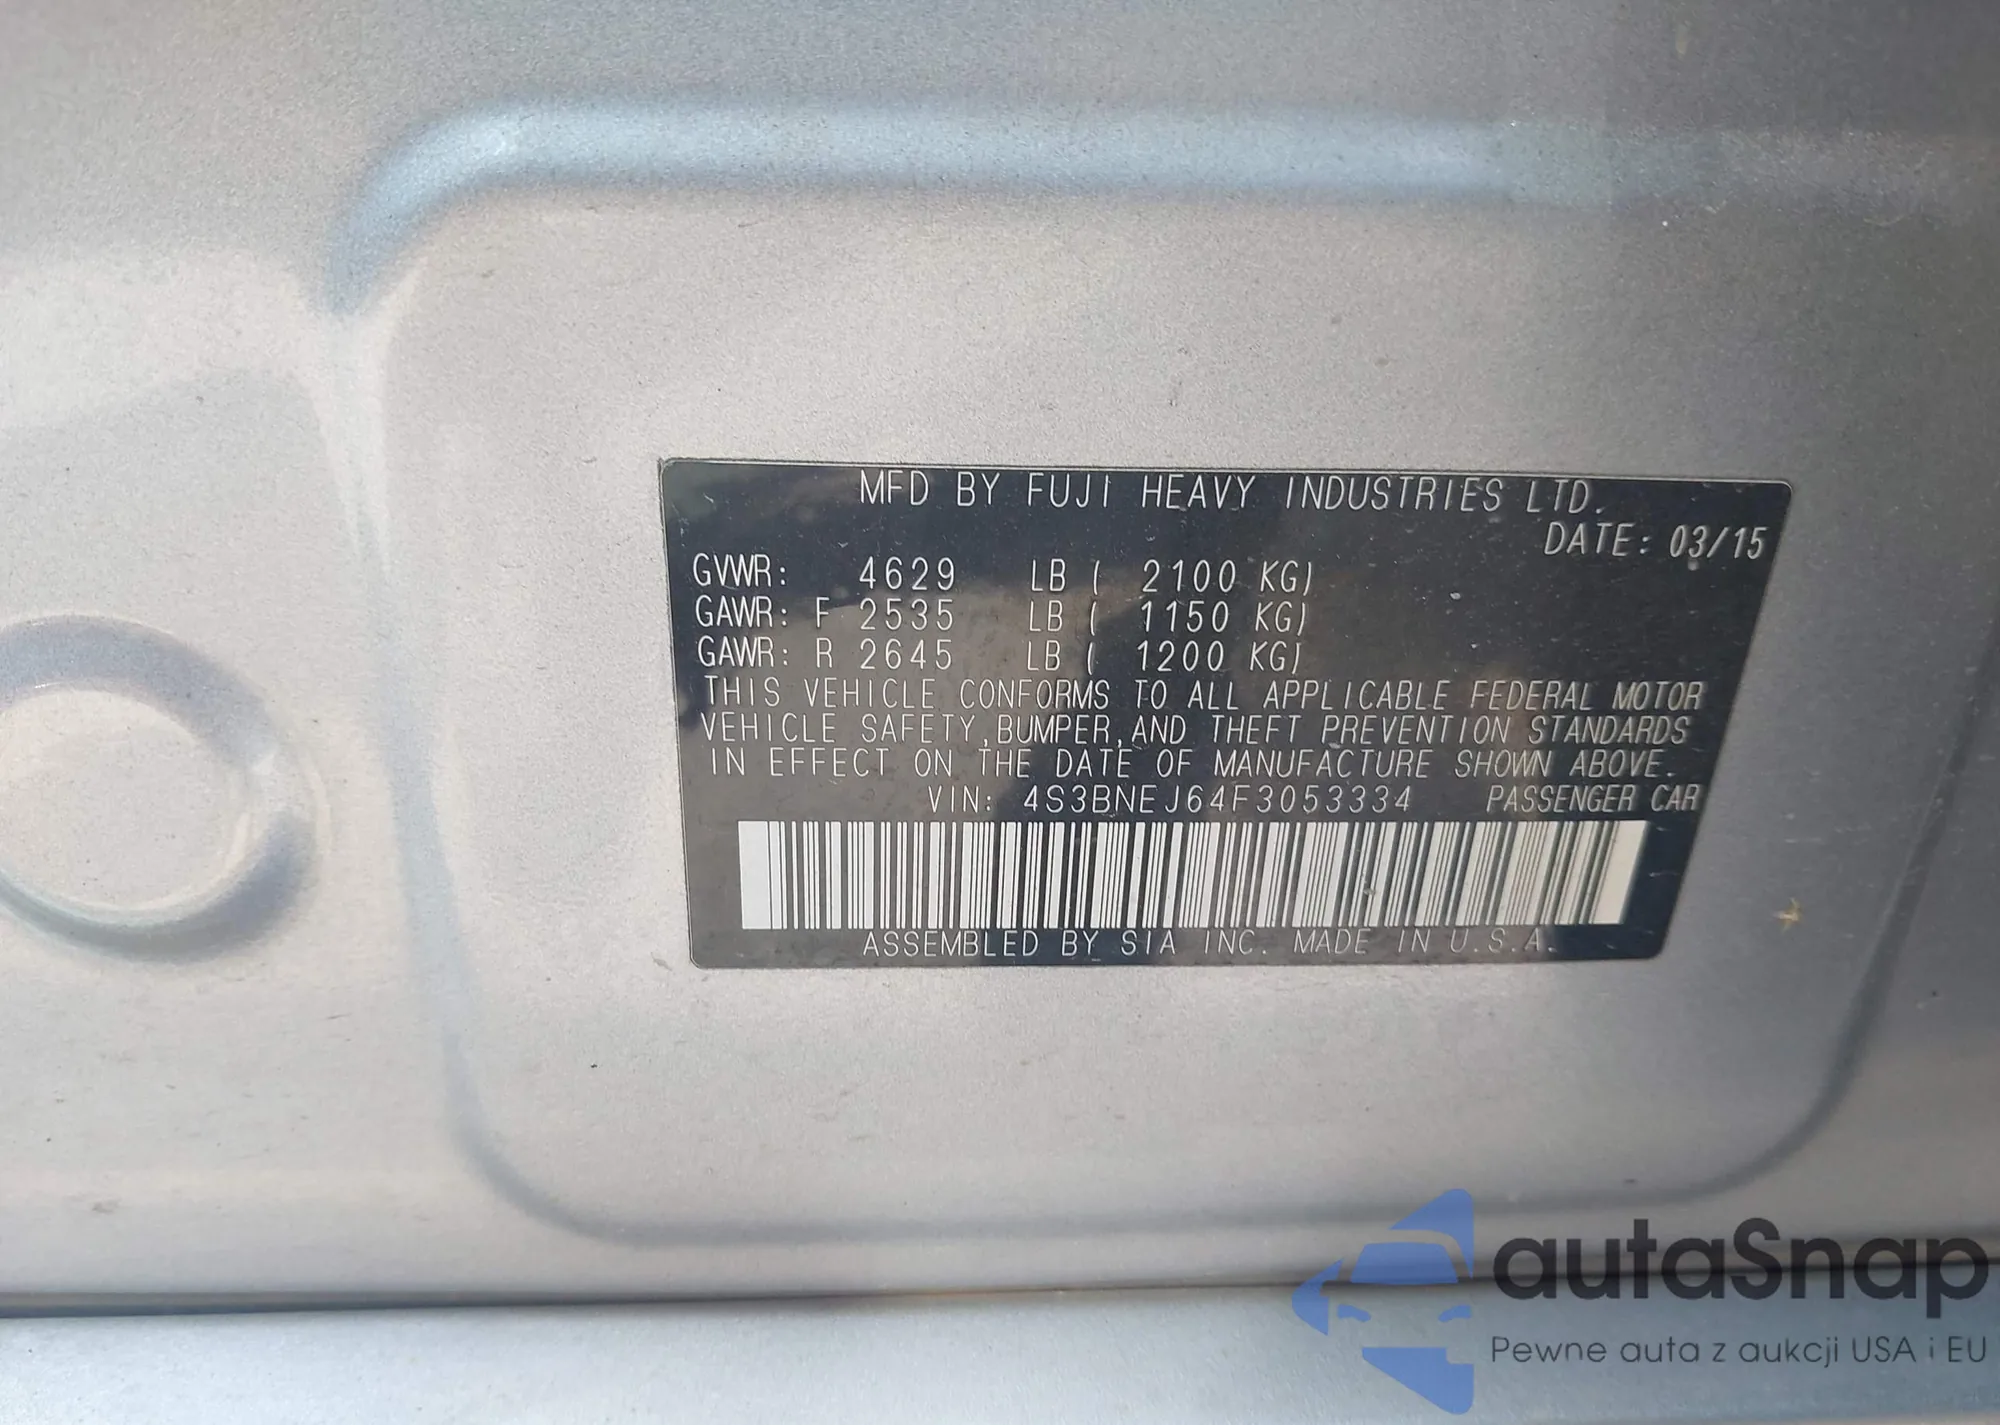 MFD BY FUJI HEAVY INDUSTRIES LTD.
DATE: 03/15
GVWR: 4629 LB ( 2100 KG)
GAWR: F 2535 LB ( 1150 KG)
GAWR: R 2645 LB ( 1200 KG)
THIS VEHICLE CONFORMS TO ALL APPLICABLE FEDERAL MOTOR
VEHICLE SAFETY,BUMPER,AND THEFT PREVENTION STANDARDS
IN EFFECT ON THE DATE OF MANUFACTURE SHOWN ABOVE.
VIN: 4S3BNEJ64F3053334 PASSENGER CAR
ASSEMBLED BY SIA INC. MADE IN U.S.A.
autaSnap
Pewne auta z aukcji USA i EU